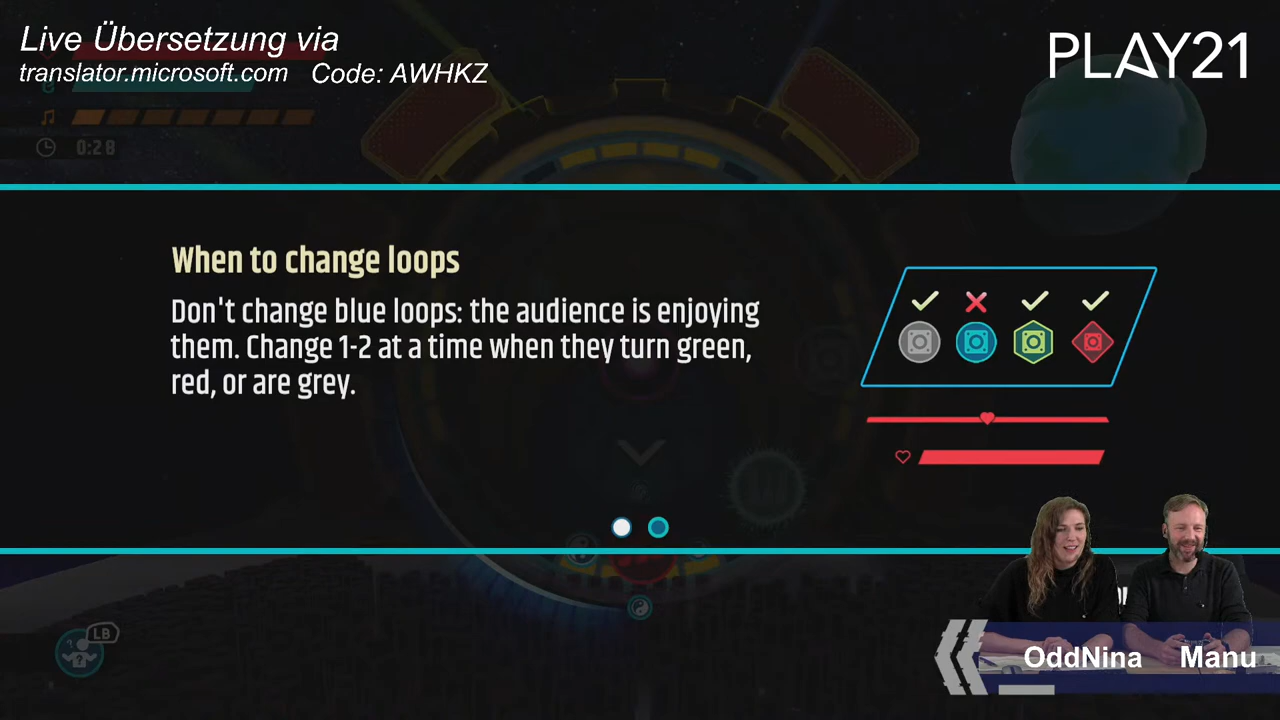 Live Übersetzung via
translator.microsoft.com Code: AWHKZ
PLAY21
0:28
When to change loops
Don't change blue loops: the audience is enjoying
them. Change 1-2 at a time when they turn green,
red, or are grey.
LB
OddNina Manu